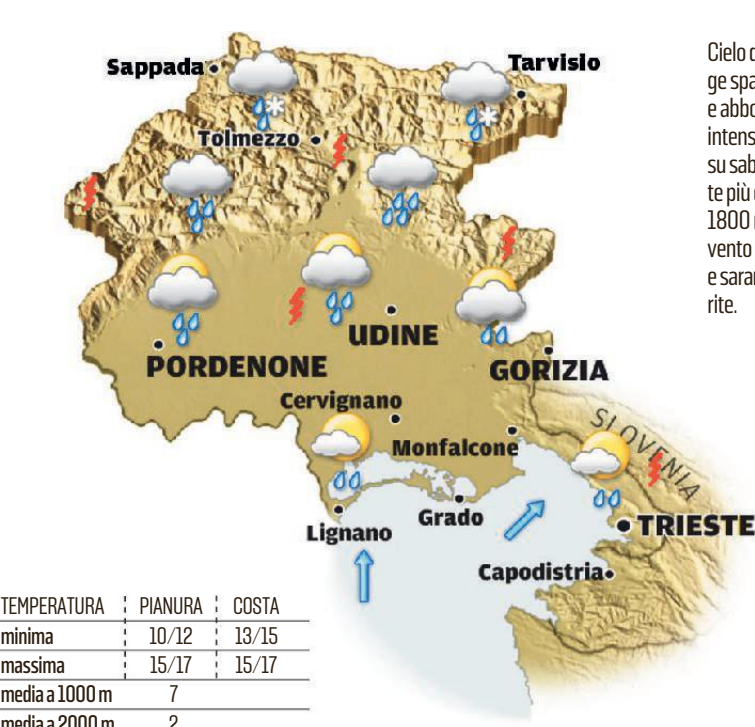 Sappada
Tarvisio
Tolmezzo
UDINE
PORDENONE
GORIZIA
Cervignano
Monfalcone
SLOVENIA
Grado
Lignano
TRIESTE
Capodistria
Cielo c
ge spa
e abbo
intens
su sab
te più
1800
vento
e sarar
rite.
TEMPERATURA PIANURA COSTA
minima 10/12 13/15
massima 15/17 15/17
media a 1000 m 7
media a 2000 m 2